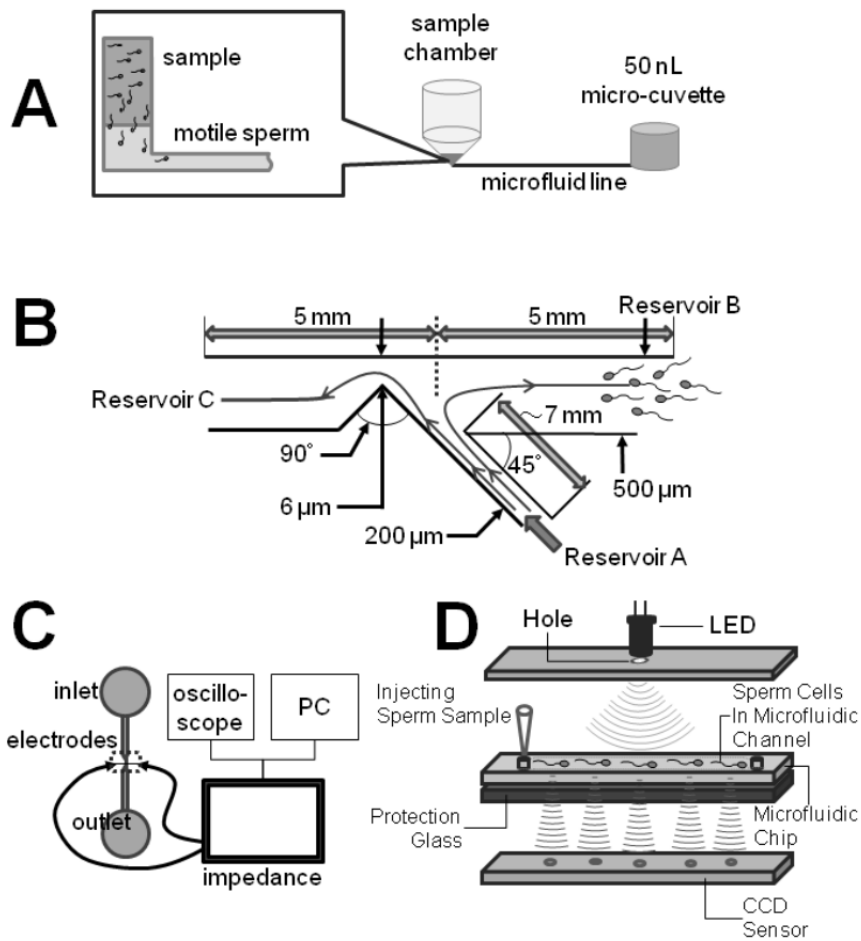 A
sample
motile sperm
sample
chamber
50 nL
micro-cuvette
microfluid line
B
5 mm
5 mm
Reservoir B
Reservoir C
90°
6 µm
200 µm
~7 mm
45°
500 µm
Reservoir A
C
inlet
electrodes
outlet
oscillo-
scope
PC
impedance
D
Hole
LED
Injecting
Sperm Sample
Sperm Cells
In Microfluidic
Channel
Protection
Glass
Microfluidic
Chip
CCD
Sensor